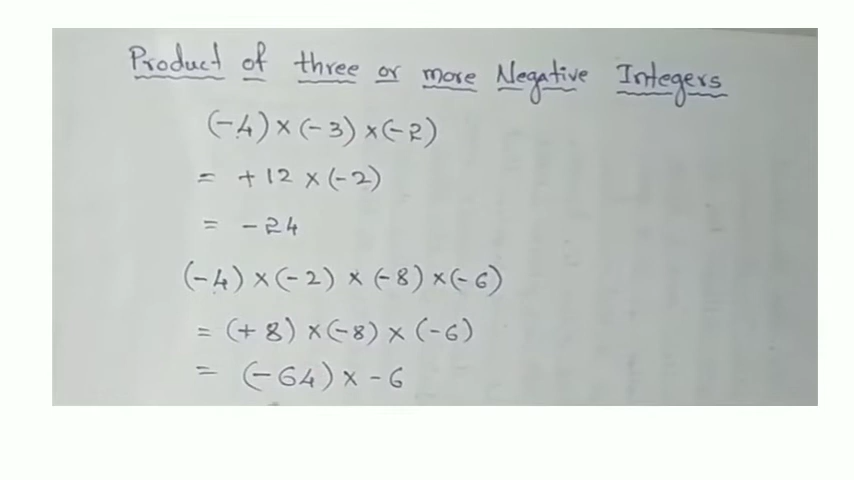 Product of three or more Negative Integers
(-4) × (-3) × (-2)
= +12 × (-2)
= -24
(-4) × (-2) × (-8) × (-6)
= (+8) × (-8) × (-6)
= (-64) × -6